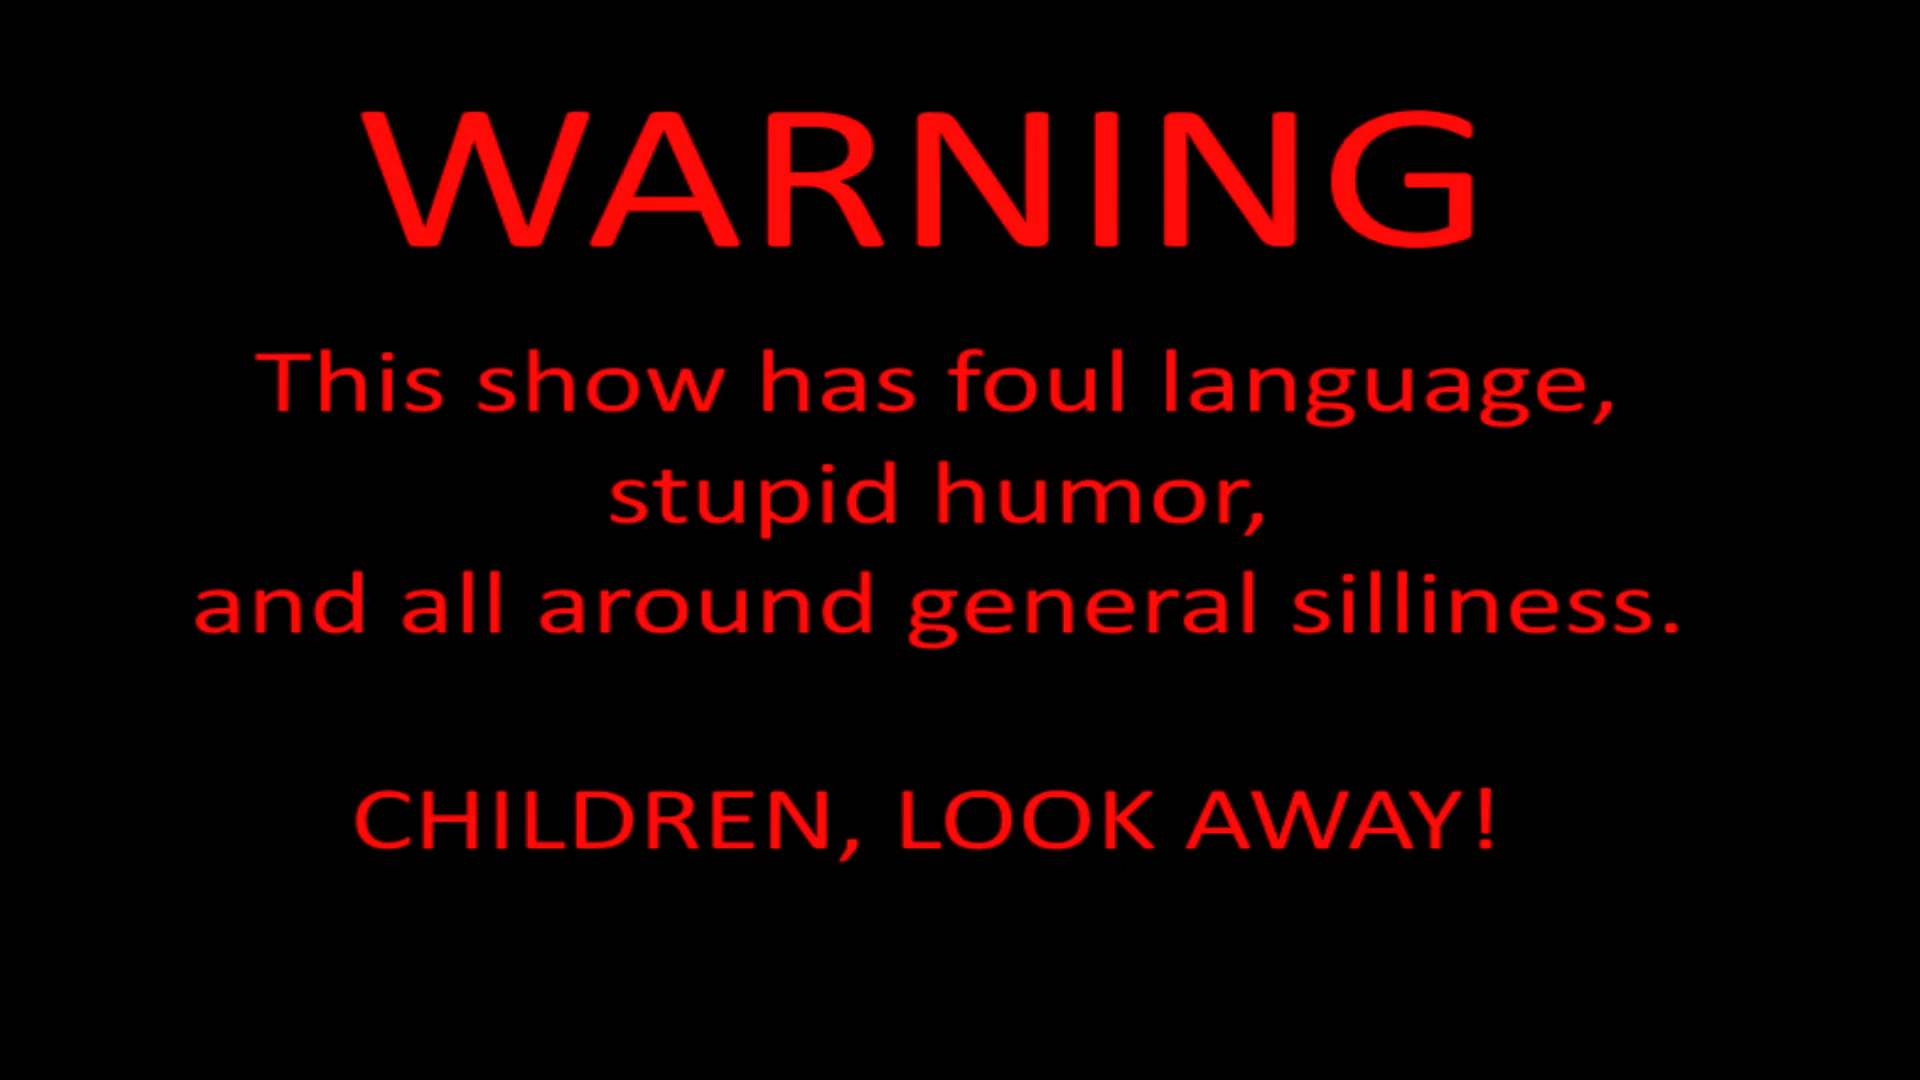 WARNING
This show has foul language,
stupid humor,
and all around general silliness.
CHILDREN, LOOK AWAY!